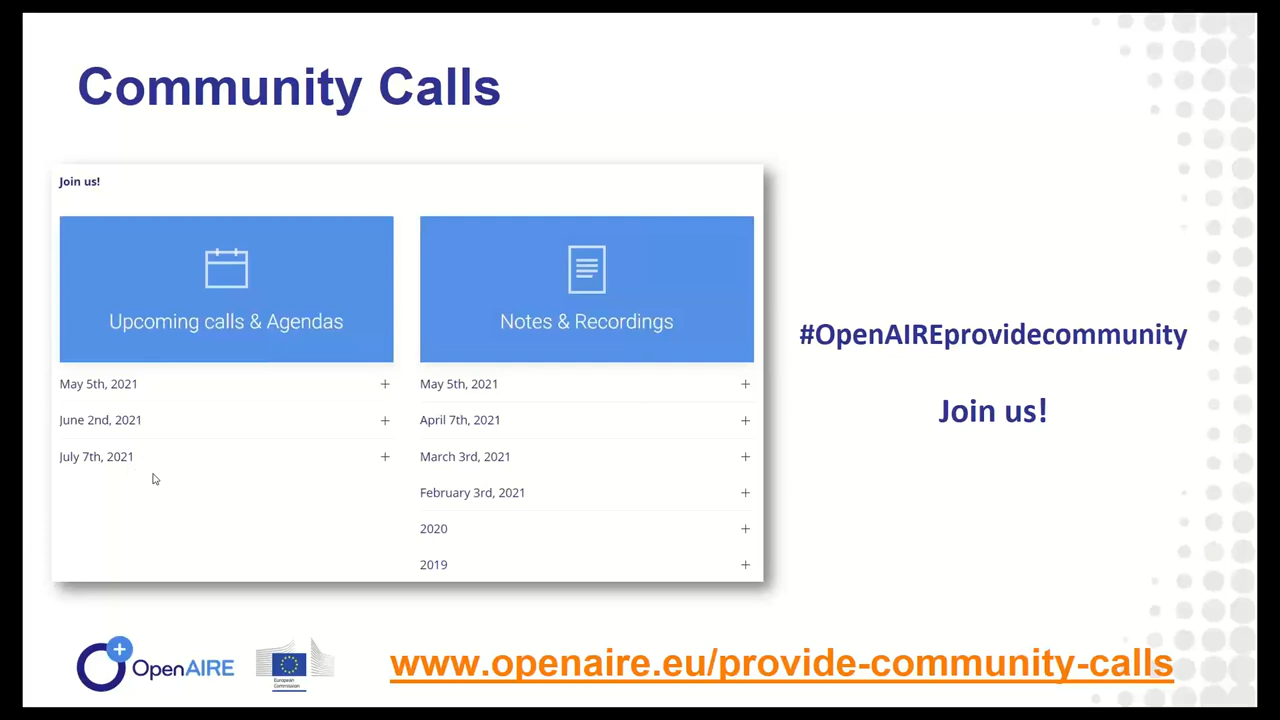 Community Calls
Join us!
Upcoming calls & Agendas
May 5th, 2021
June 2nd, 2021
July 7th, 2021
Notes & Recordings
May 5th, 2021
April 7th, 2021
March 3rd, 2021
February 3rd, 2021
2020
2019
#OpenAIREprovidecommunity
Join us!
OpenAIRE
European
Commission
www.openaire.eu/provide-community-calls